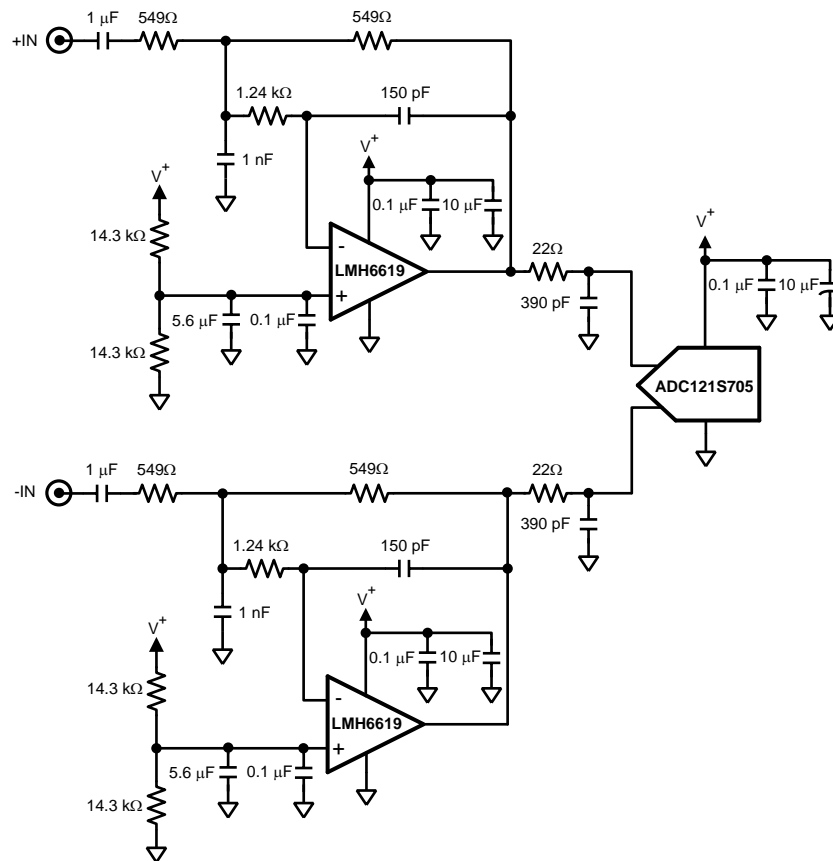 1 μF
549Ω
549Ω
+IN
1.24 kΩ
150 pF
1 nF
V+
V+
0.1 μF
10 μF
14.3 kΩ
-
LMH6619
+
22Ω
V+
0.1 μF
10 μF
390 pF
5.6 μF
0.1 μF
14.3 kΩ
ADC121S705
1 μF
549Ω
549Ω
22Ω
-IN
390 pF
1.24 kΩ
150 pF
1 nF
V+
V+
0.1 μF
10 μF
14.3 kΩ
-
LMH6619
+
5.6 μF
0.1 μF
14.3 kΩ